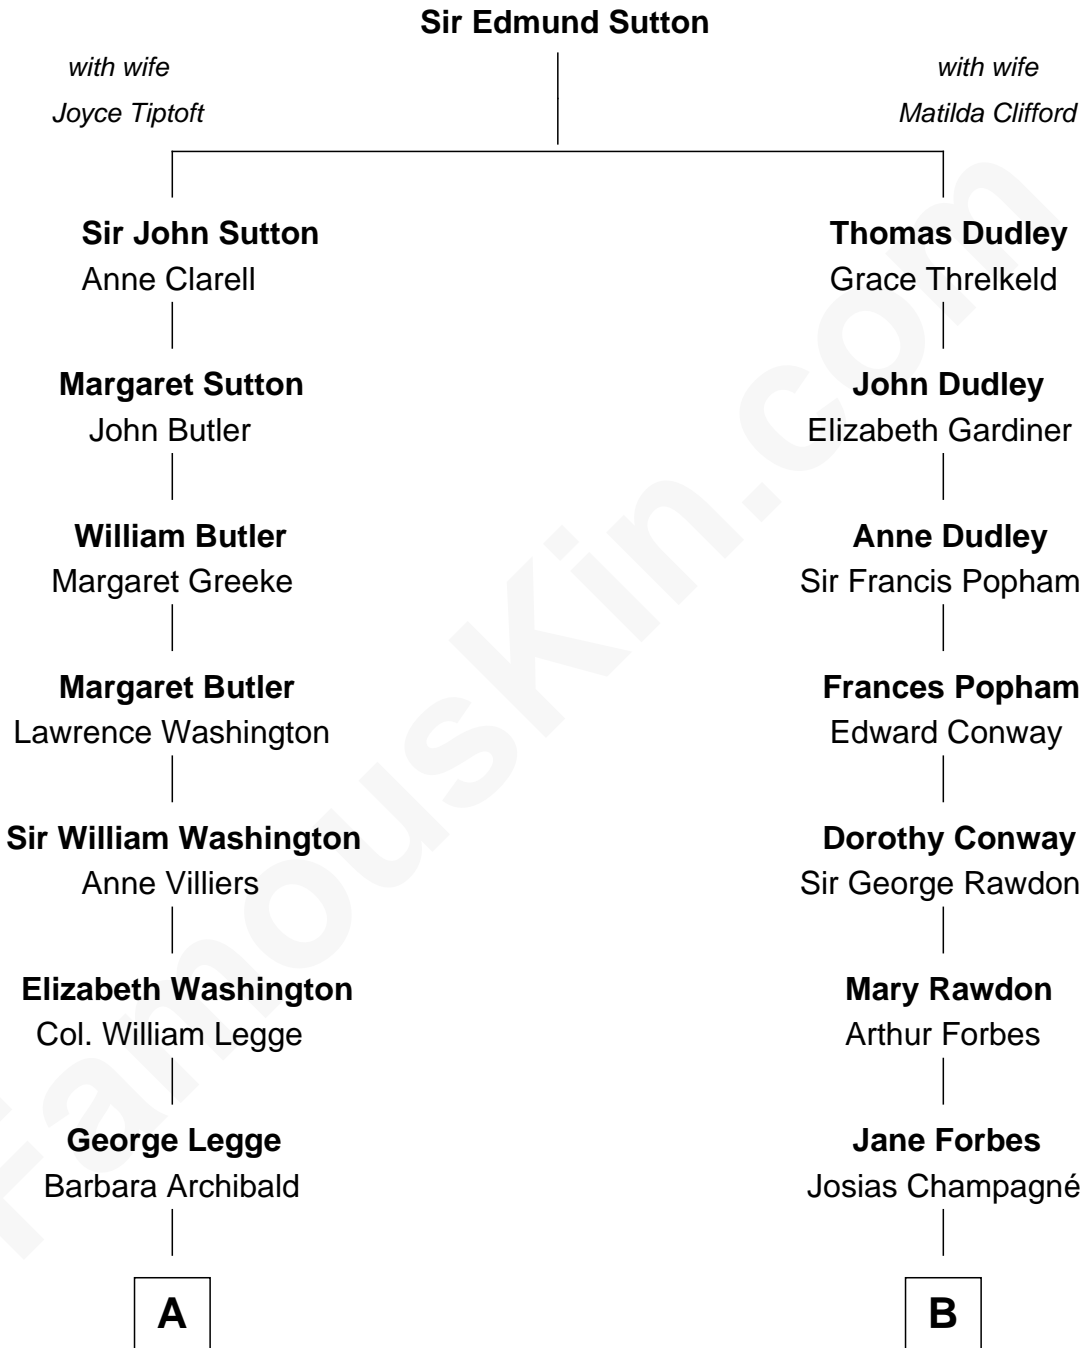 Sir Edmund Sutton
with wife
Joyce Tiptoft
with wife
Matilda Clifford
Sir John Sutton
Anne Clarell
Thomas Dudley
Grace Threlkeld
Margaret Sutton
John Butler
John Dudley
Elizabeth Gardiner
William Butler
Margaret Greeke
Anne Dudley
Sir Francis Popham
Margaret Butler
Lawrence Washington
Frances Popham
Edward Conway
Sir William Washington
Anne Villiers
Dorothy Conway
Sir George Rawdon
Elizabeth Washington
Col. William Legge
Mary Rawdon
Arthur Forbes
George Legge
Barbara Archibald
Jane Forbes
Josias Champagné
A
B
FamousKin.com